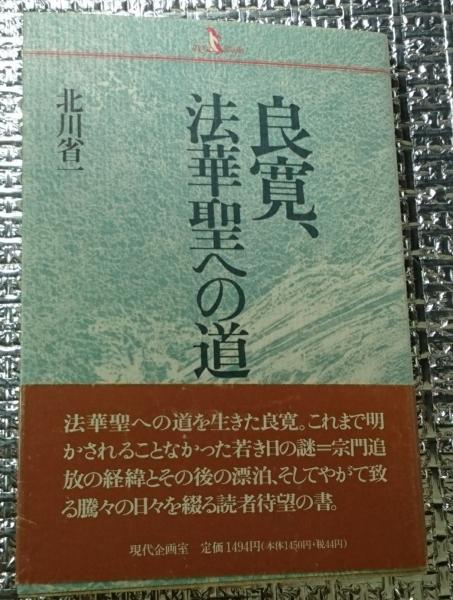 良寛、
法華聖への道
北川省一
法華聖への道を生きた良寛。これまで明
かされることなかった若き日の謎＝宗門追
放の経緯とその後の漂泊、そしてやがて致
る騰々の日々を綴る読者待望の書。
現代企画室 定価1494円(本体1450円・税44円)